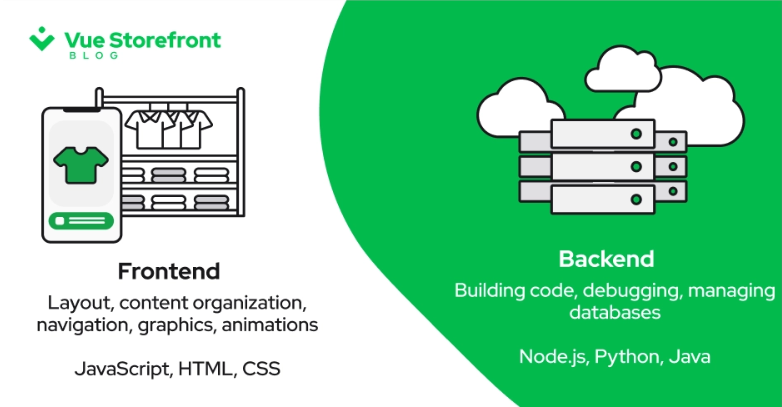 Vue Storefront
BLOG
Frontend
Layout, content organization,
navigation, graphics, animations
JavaScript, HTML, CSS
Backend
Building code, debugging, managing
databases
Node.js, Python, Java